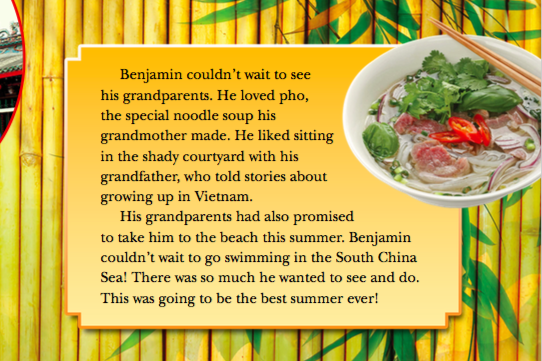 Benjamin couldn't wait to see
his grandparents. He loved pho,
the special noodle soup his
grandmother made. He liked sitting
in the shady courtyard with his
grandfather, who told stories about
growing up in Vietnam.
His grandparents had also promised
to take him to the beach this summer. Benjamin
couldn't wait to go swimming in the South China
Sea! There was so much he wanted to see and do.
This was going to be the best summer ever!